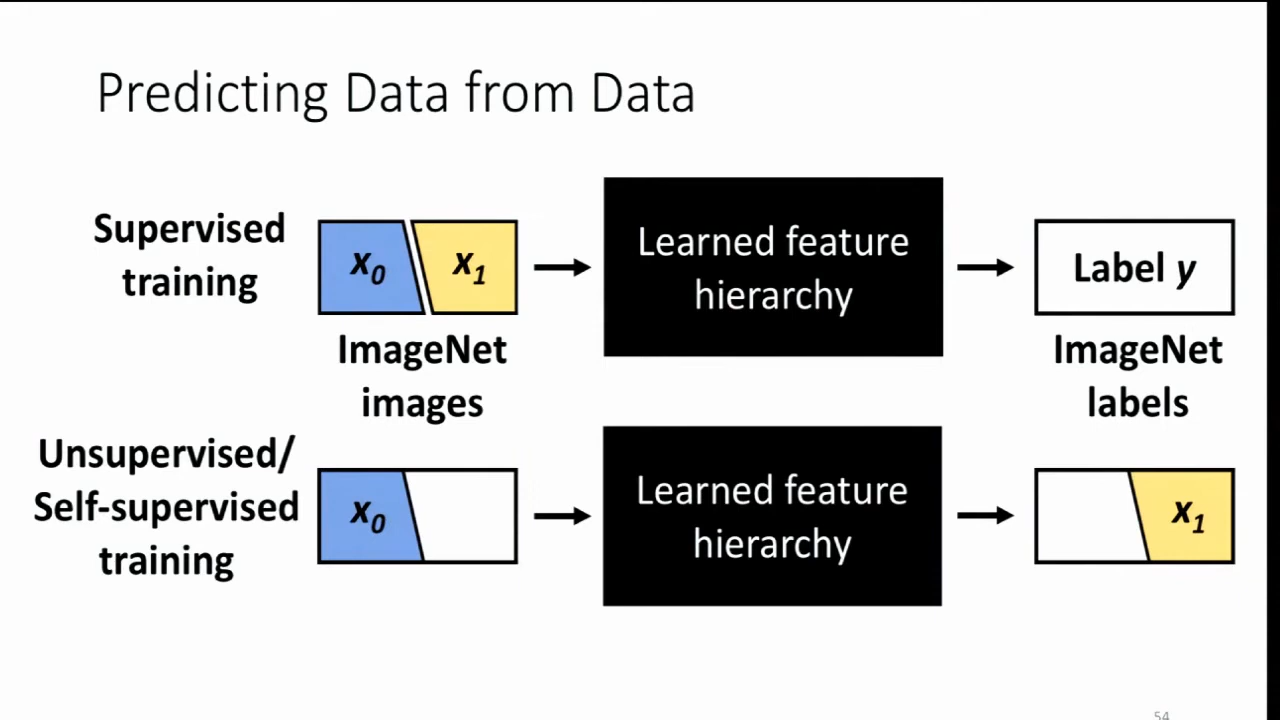 Predicting Data from Data
Supervised
training
x0
x1
Learned feature
hierarchy
Label y
ImageNet
images
ImageNet
labels
Unsupervised/
Self-supervised
training
x0
Learned feature
hierarchy
x1
54